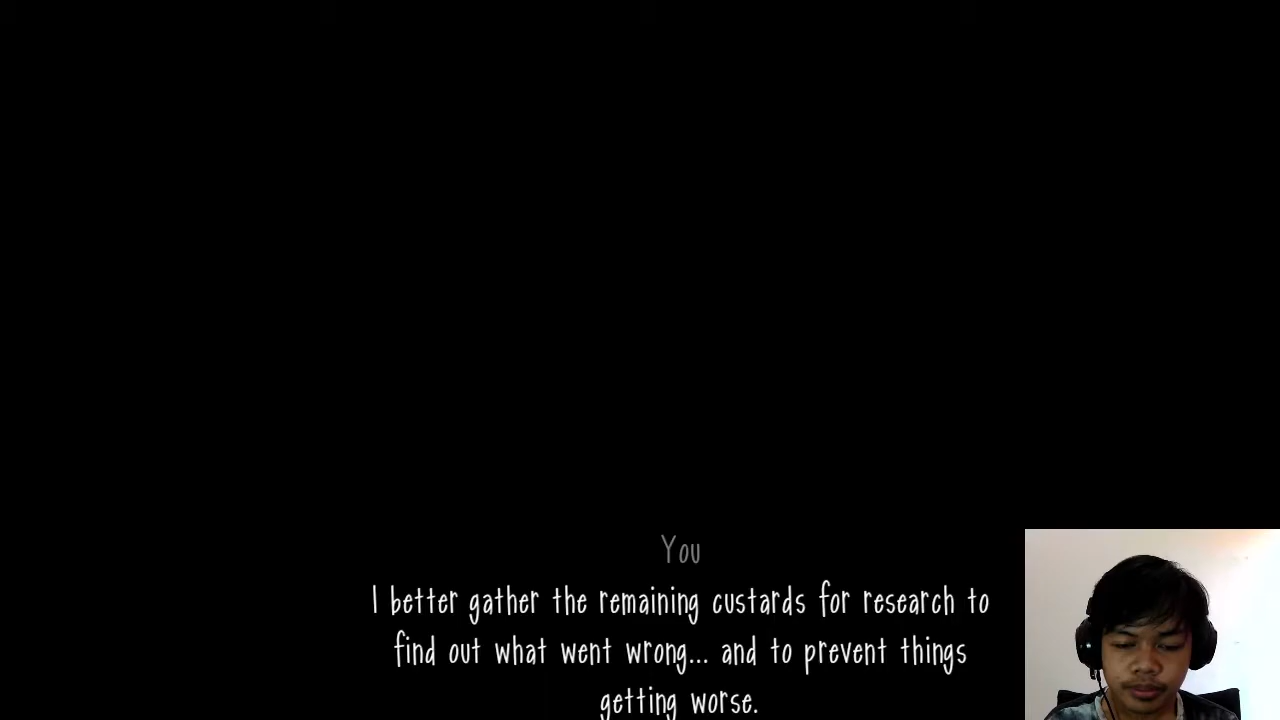 You
I better gather the remaining custards for research to
find out what went wrong... and to prevent things
getting worse.